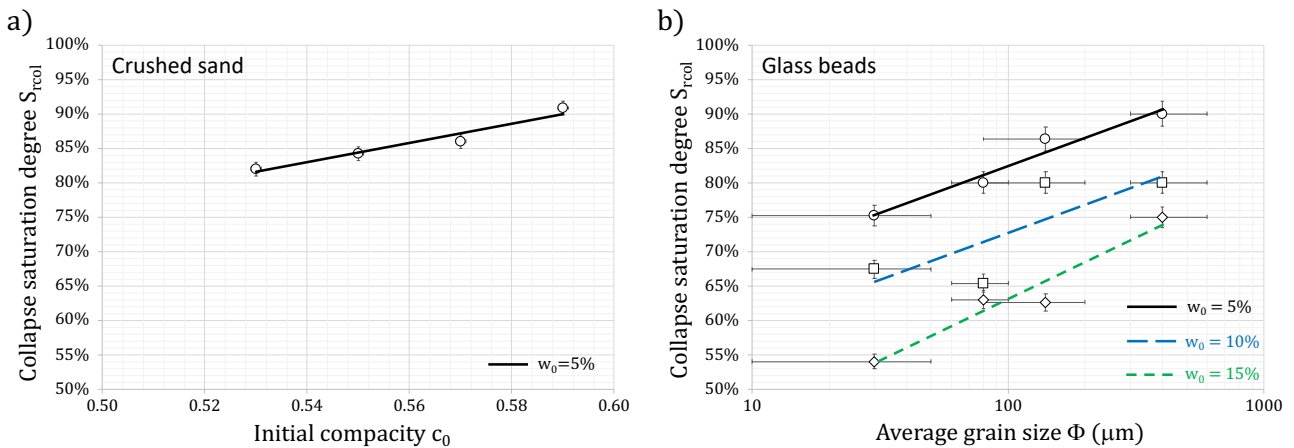 a)
Collapse saturation degree S_rcol
100%
95%
90%
85%
80%
75%
70%
65%
60%
55%
50%
Crushed sand
w₀=5%
0.50
0.52
0.54
0.56
0.58
0.60
Initial compacity c₀
b)
Collapse saturation degree S_rcol
100%
95%
90%
85%
80%
75%
70%
65%
60%
55%
50%
Glass beads
w₀ = 5%
w₀ = 10%
w₀ = 15%
10
100
1000
Average grain size Φ (μm)